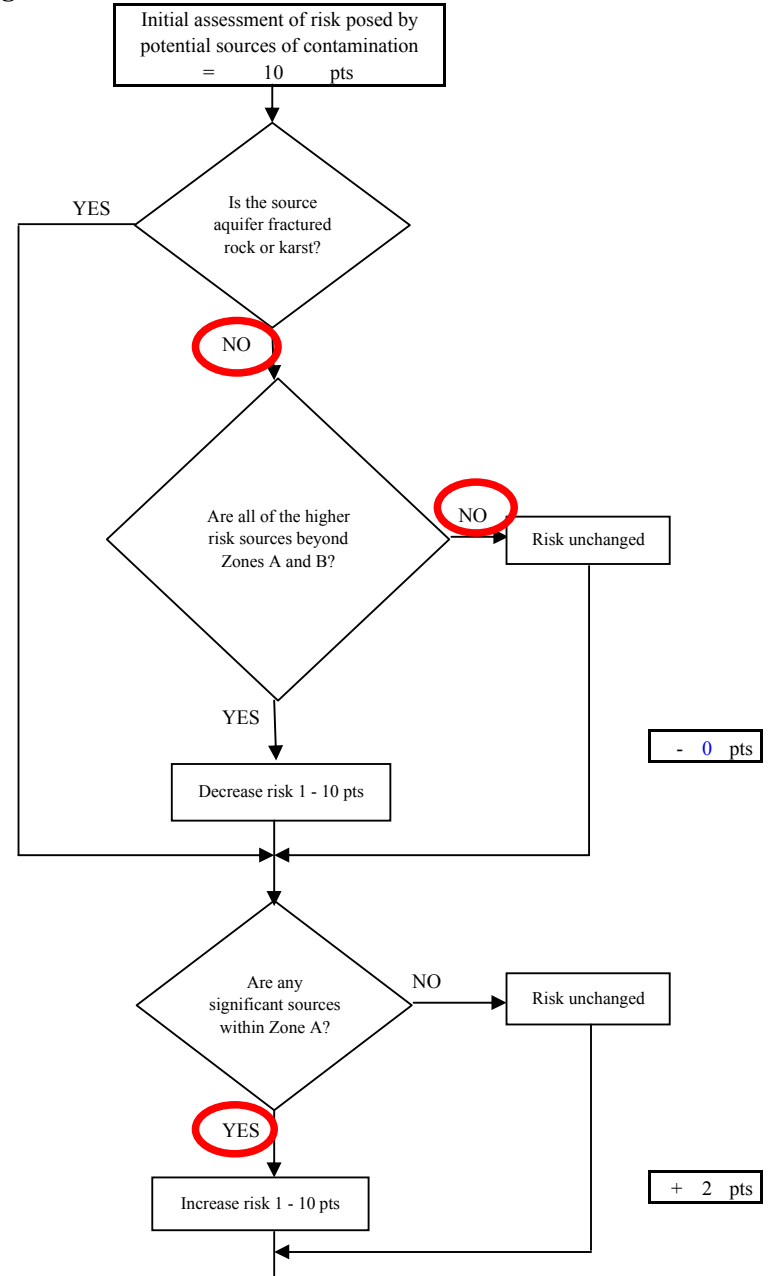 Initial assessment of risk posed by
potential sources of contamination
= 10 pts
YES
Is the source
aquifer fractured
rock or karst?
NO
Are all of the higher
risk sources beyond
Zones A and B?
NO
Risk unchanged
YES
- 0 pts
Decrease risk 1 - 10 pts
Are any
significant sources
within Zone A?
NO
Risk unchanged
YES
+ 2 pts
Increase risk 1 - 10 pts